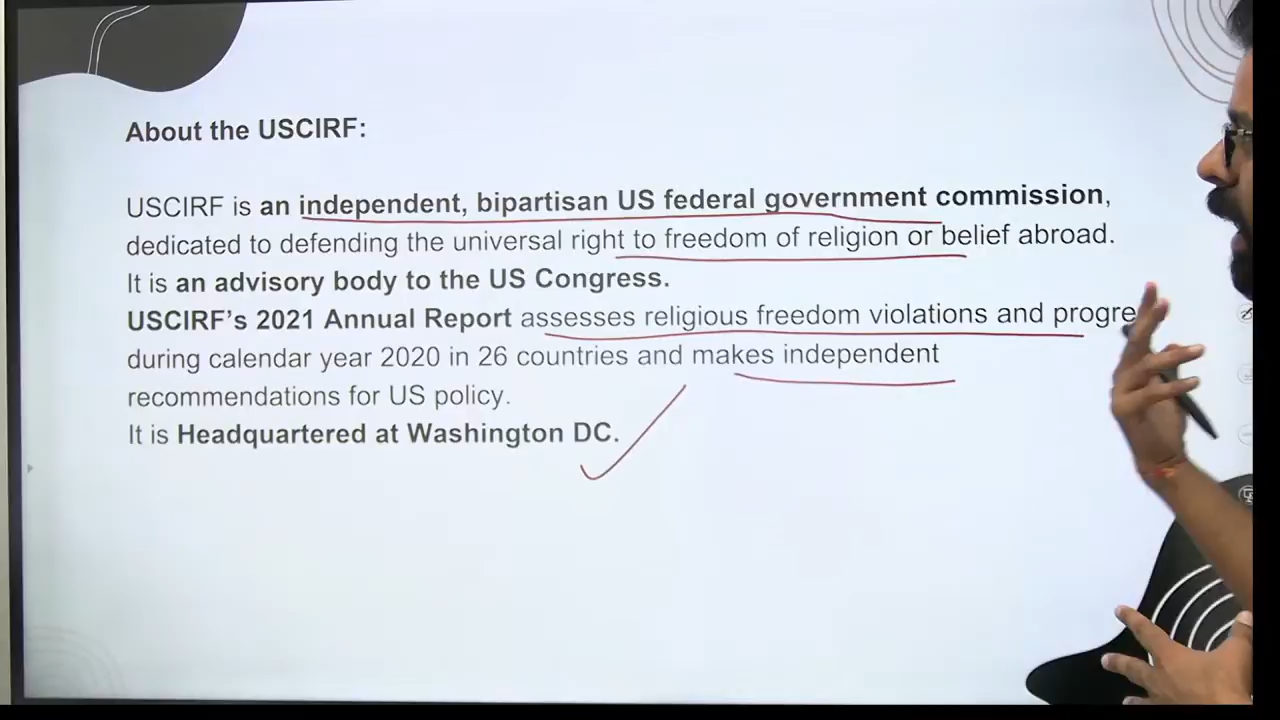 About the USCIRF:
USCIRF is an independent, bipartisan US federal government commission,
dedicated to defending the universal right to freedom of religion or belief abroad.
It is an advisory body to the US Congress.
USCIRF's 2021 Annual Report assesses religious freedom violations and progre
during calendar year 2020 in 26 countries and makes independent
recommendations for US policy.
It is Headquartered at Washington DC.